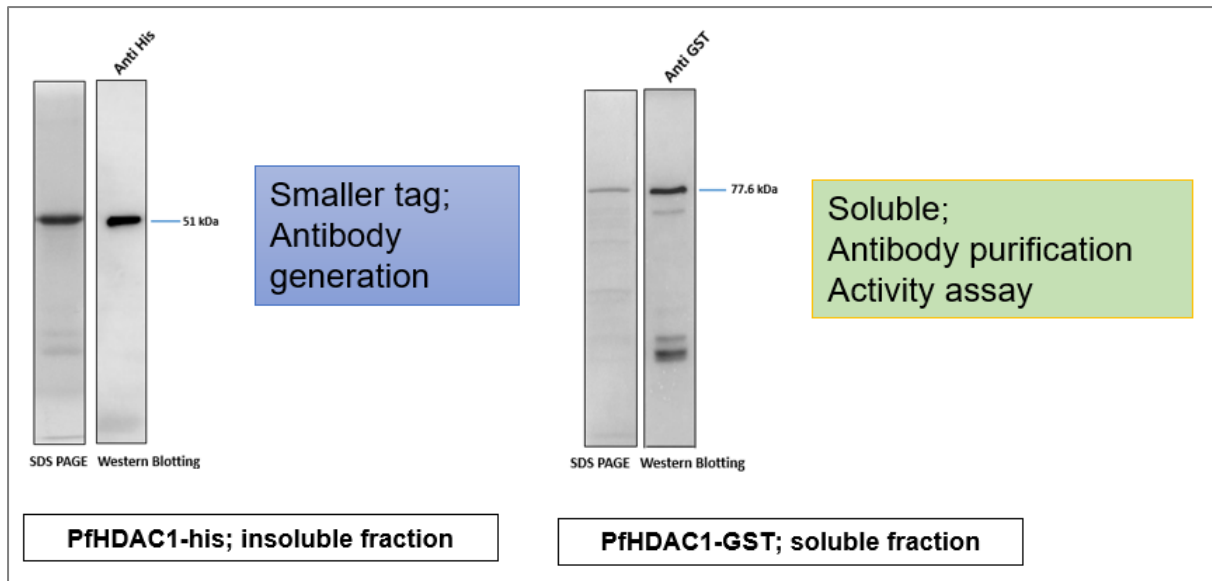 Anti His
51 kDa
SDS PAGE Western Blotting
Smaller tag;
Antibody
generation
PfHDAC1-his; insoluble fraction
Anti GST
77.6 kDa
SDS PAGE Western Blotting
Soluble;
Antibody purification
Activity assay
PfHDAC1-GST; soluble fraction